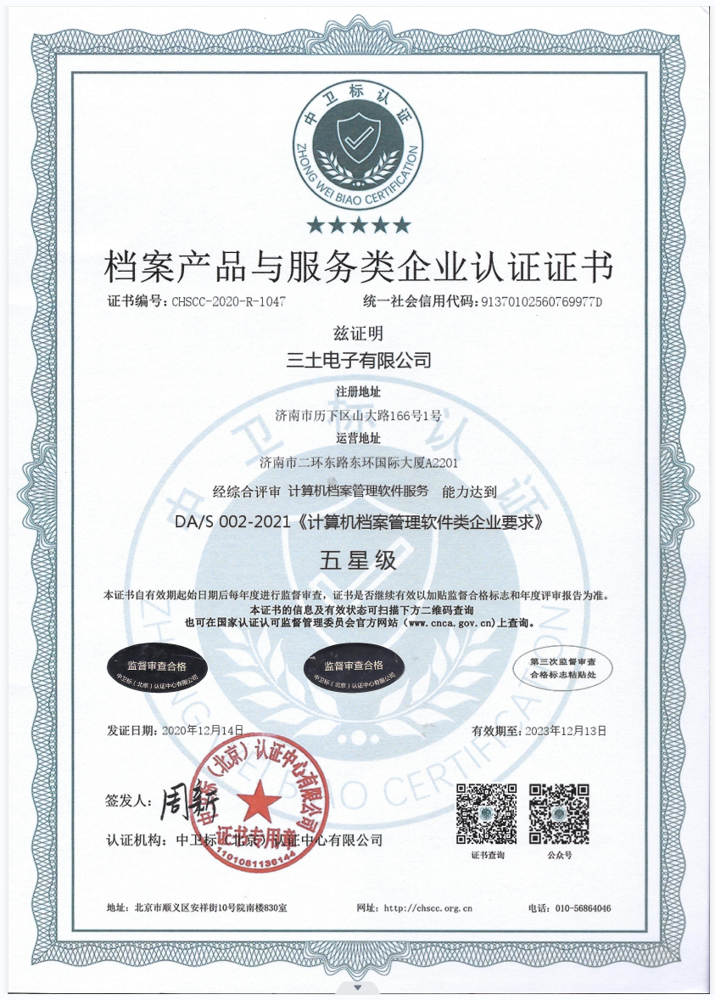 中卫标认证
ZHONG WEI BIAO CERTIFICATION
档案产品与服务类企业认证证书
证书编号: CHSCC-2020-R-1047 统一社会信用代码: 91370102560769977D
兹证明
三土电子有限公司
注册地址
济南市历下区山大路166号1号
运营地址
济南市二环东路东环国际大厦A2201
经综合评审 计算机档案管理软件服务 能力达到
DA/S 002-2021《计算机档案管理软件类企业要求》
五星级
本证书自有效期起始日期后每年度进行监督审查，证书是否继续有效以加贴监督合格标志和年度评审报告为准。
本证书的信息及有效状态可扫描下方二维码查询
也可在国家认证认可监督管理委员会官方网站（www.cnca.gov.cn)上查询。
监督审查合格
中卫标（北京）认证中心有限公司
监督审查合格
中卫标（北京）认证中心有限公司
第三次监督审查
合格标志粘贴处
发证日期: 2020年12月14日 有效期至: 2023年12月13日
签发人: 周新
中卫标（北京）认证中心有限公司
证书专用章
1101081136144
认证机构: 中卫标（北京）认证中心有限公司
证书查询 公众号
地址: 北京市顺义区安祥街10号院南楼830室 网址: http://chscc.org.cn 电话: 010-56864046
中卫标认证
ZHONG WEI BIAO CERTIFICATION